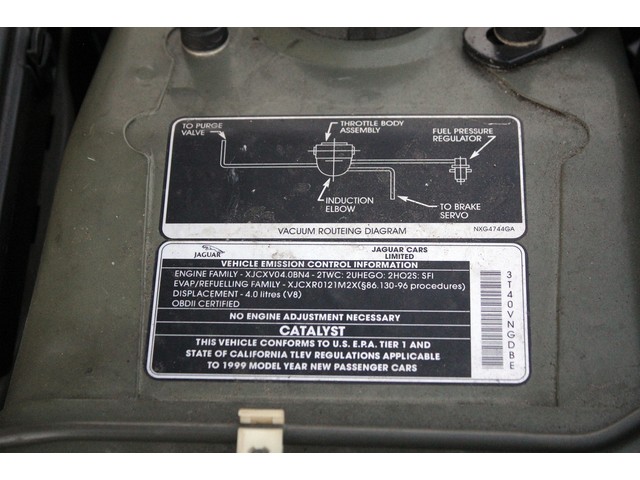 TO PURGE
VALVE
THROTTLE BODY
ASSEMBLY
FUEL PRESSURE
REGULATOR
INDUCTION
ELBOW
TO BRAKE
SERVO
VACUUM ROUTEING DIAGRAM
NXG4744GA
JAGUAR
JAGUAR CARS
LIMITED
VEHICLE EMISSION CONTROL INFORMATION
ENGINE FAMILY - XJCXV04.0BN4 - 2TWC: 2UHEGO: 2HO2S: SFI
EVAP/REFUELLING FAMILY - XJCXR0121M2X(§86.130-96 procedures)
DISPLACEMENT - 4.0 litres (V8)
OBDII CERTIFIED
NO ENGINE ADJUSTMENT NECESSARY
CATALYST
THIS VEHICLE CONFORMS TO U.S. E.P.A. TIER 1 AND
STATE OF CALIFORNIA TLEV REGULATIONS APPLICABLE
TO 1999 MODEL YEAR NEW PASSENGER CARS
3T40VNGDBE